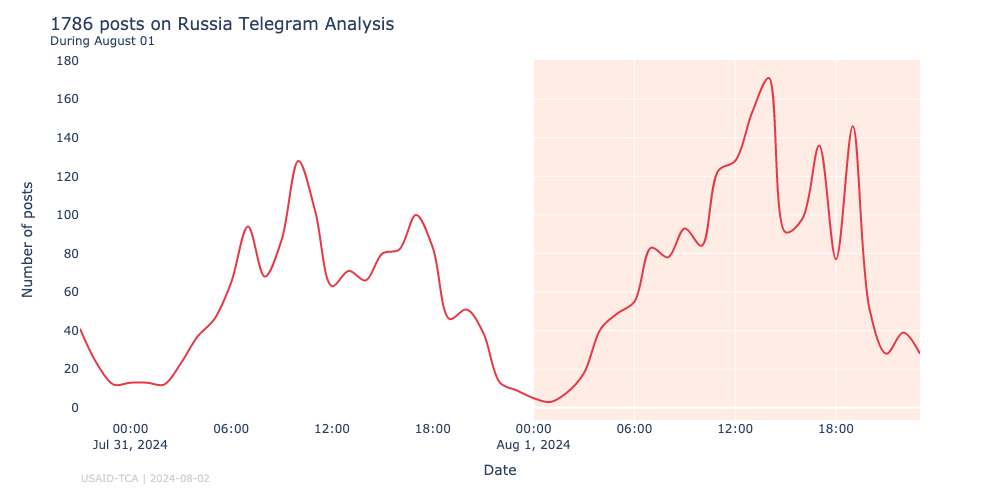 1786 posts on Russia Telegram Analysis
During August 01
Number of posts
180
160
140
120
100
80
60
40
20
0
00:00 06:00 12:00 18:00 00:00 06:00 12:00 18:00
Jul 31, 2024 Aug 1, 2024
Date
USAID-TCA | 2024-08-02